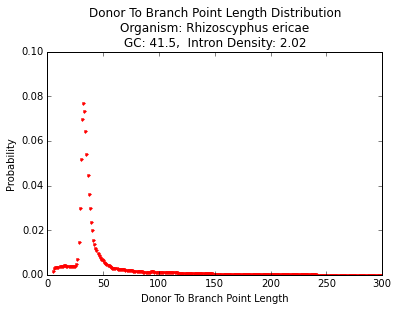 Donor To Branch Point Length Distribution
Organism: Rhizoscyphus ericae
GC: 41.5,  Intron Density: 2.02
0.10
0.08
0.06
0.04
0.02
0.00
Probability
0 50 100 150 200 250 300
Donor To Branch Point Length